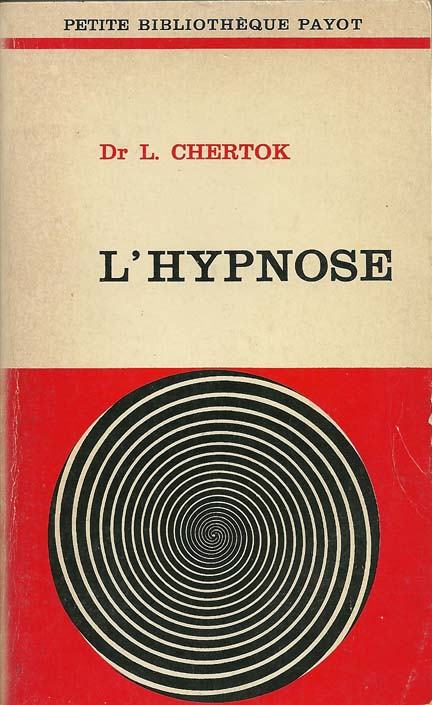 PETITE BIBLIOTHÈQUE PAYOT
Dr L. CHERTOK
L'HYPNOSE